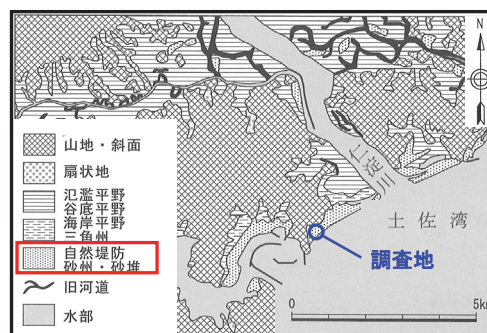 N
山地・斜面
扇状地
氾濫平野
谷底平野
海岸平野
三角州
自然堤防
砂州・砂堆
旧河道
水部
仁淀川
土佐湾
調査地
0 5km